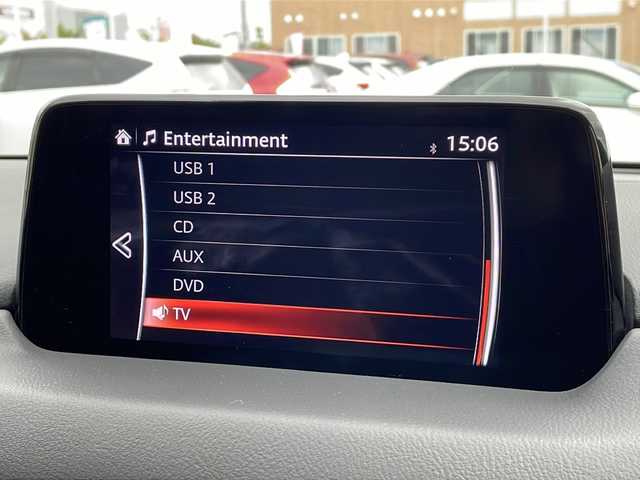 Entertainment 15:06
USB 1
USB 2
CD
AUX
DVD
TV